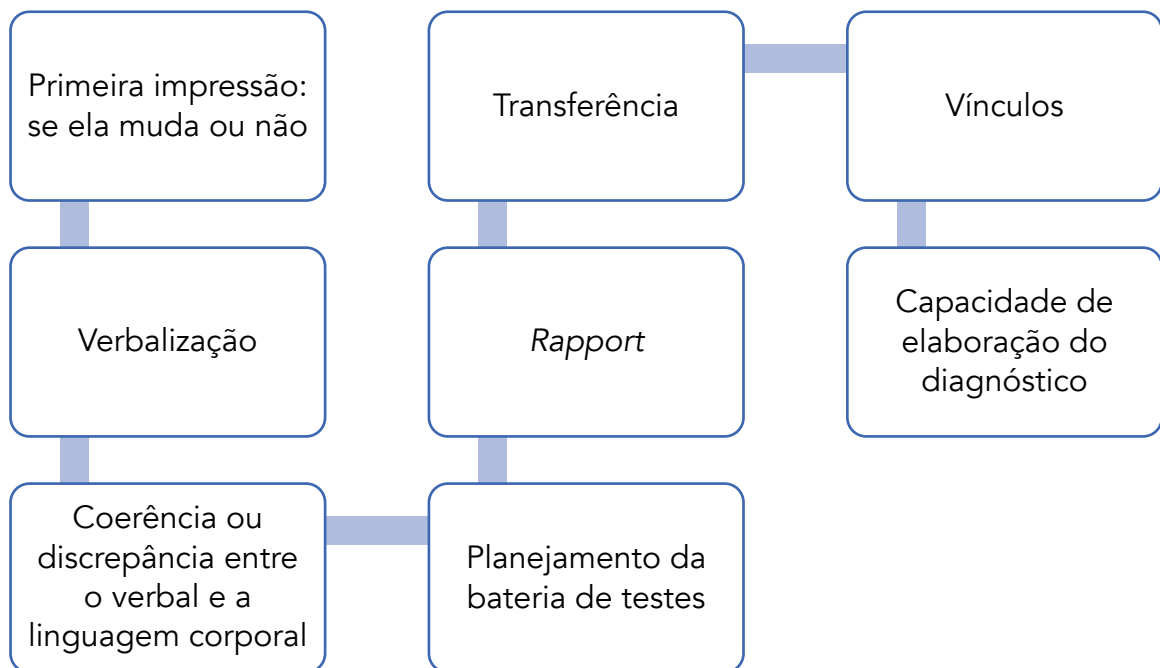 Primeira impressão:
se ela muda ou não
Verbalização
Coerência ou
discrepância entre
o verbal e a
linguagem corporal
Planejamento da
bateria de testes
Rapport
Transferência
Vínculos
Capacidade de
elaboração do
diagnóstico